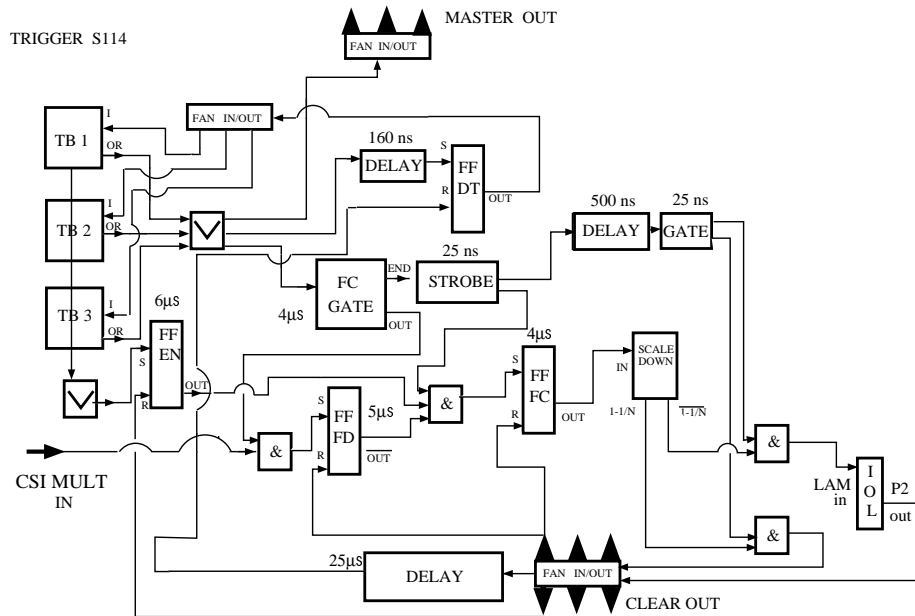 MASTER OUT
TRIGGER S114
FAN IN/OUT
FAN IN/OUT
I
TB 1
OR
160 ns
DELAY
S
FF
DT
R
OUT
I
TB 2
OR
500 ns
DELAY
25 ns
GATE
25 ns
STROBE
FC
GATE
END
OUT
4µs
I
TB 3
OR
6µs
FF
EN
S
R
OUT
4µs
S
FF
FC
R
OUT
SCALE
DOWN
IN
1-1/N
1-1/N
&
5µs
S
FF
FD
R
OUT
&
&
CSI MULT
IN
LAM
in
I
O
L
P2
out
&
25µs
DELAY
FAN IN/OUT
CLEAR OUT